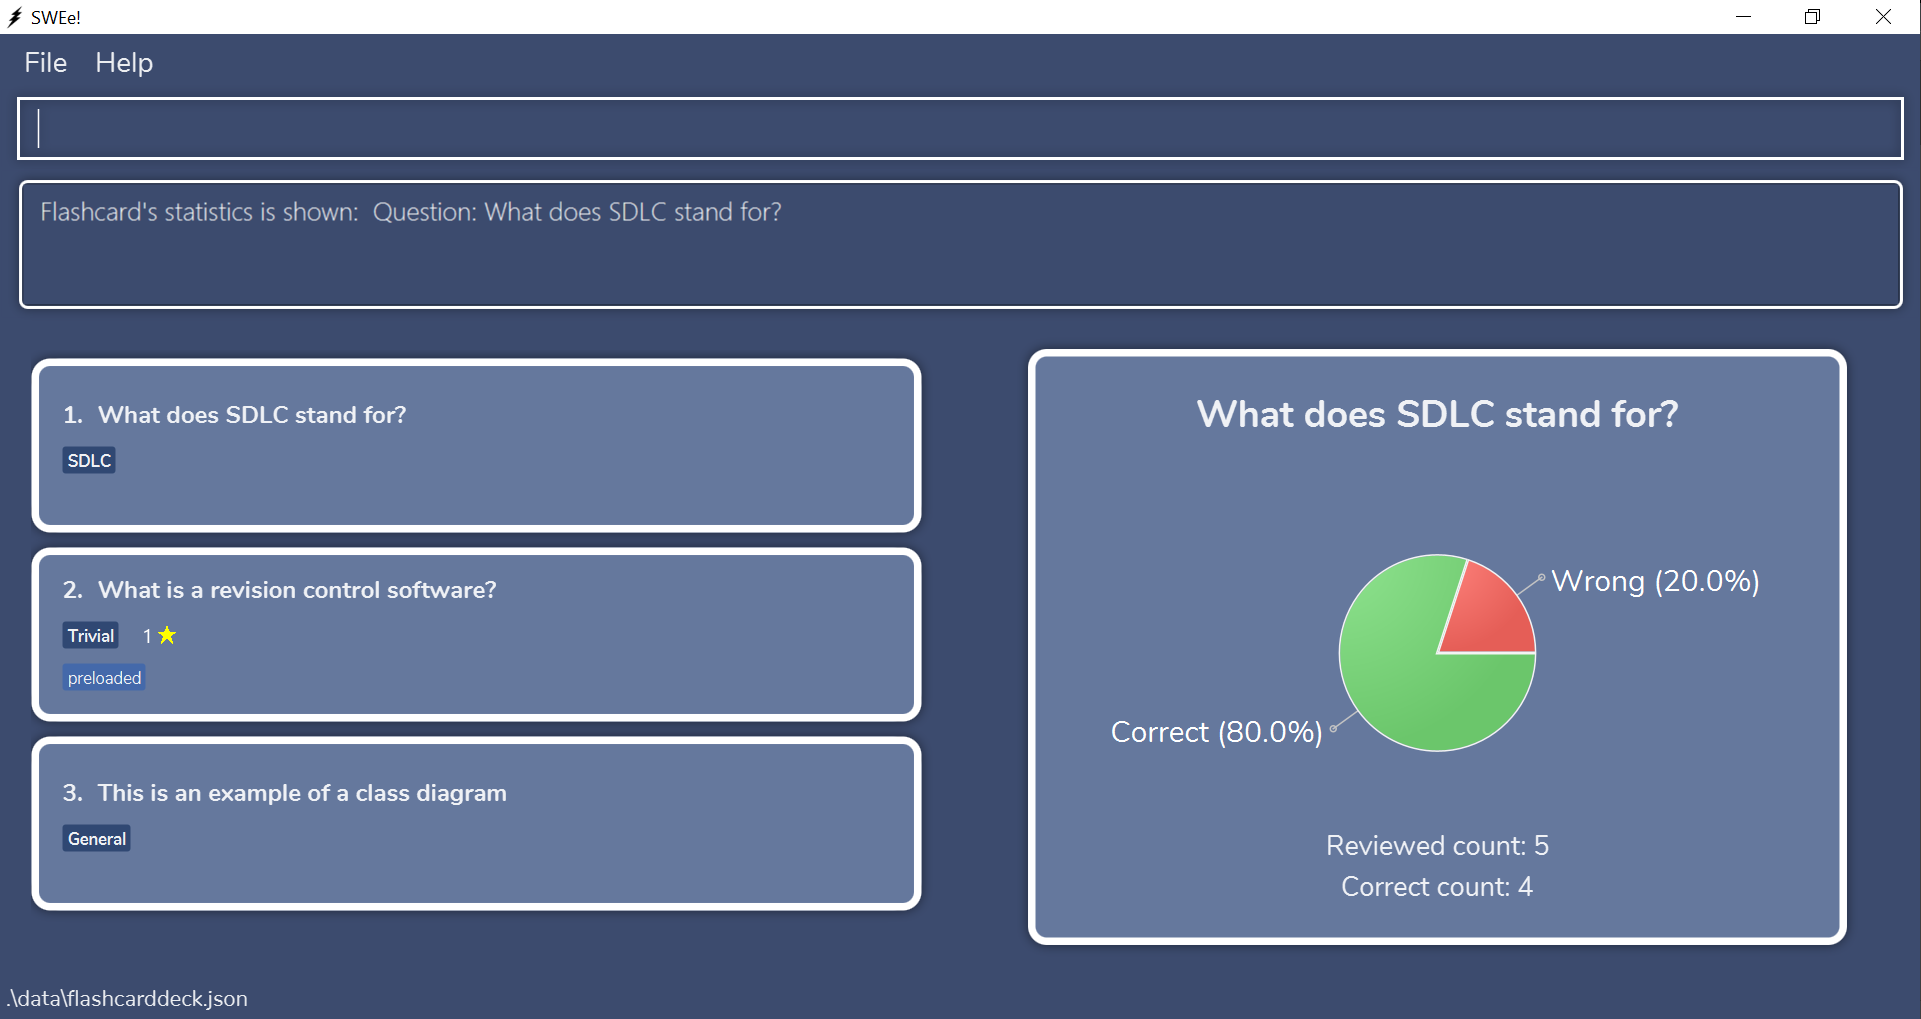 SWEe!
File Help
Flashcard's statistics is shown:  Question: What does SDLC stand for?
1. What does SDLC stand for?
SDLC
2. What is a revision control software?
Trivial 1 ★
preloaded
3. This is an example of a class diagram
General
What does SDLC stand for?
Wrong (20.0%)
Correct (80.0%)
Reviewed count: 5
Correct count: 4
.\data\flashcarddeck.json